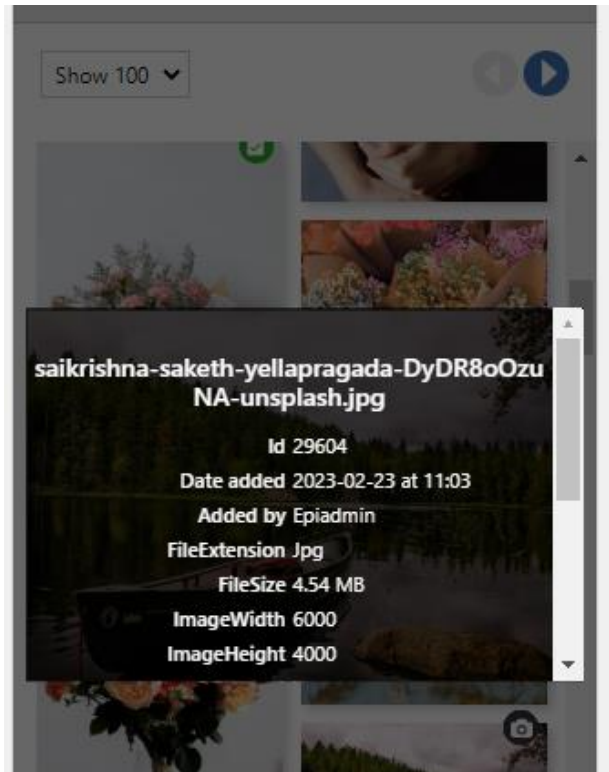 Show 100
saikrishna-saketh-yellapragada-DyDR8oOzu
NA-unsplash.jpg
Id 29604
Date added 2023-02-23 at 11:03
Added by Epiadmin
FileExtension Jpg
FileSize 4.54 MB
ImageWidth 6000
ImageHeight 4000